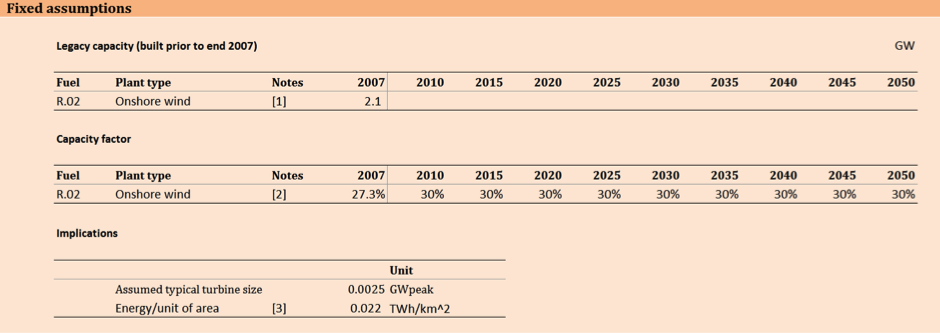 Fixed assumptions
Legacy capacity (built prior to end 2007) GW
Fuel Plant type Notes 2007 2010 2015 2020 2025 2030 2035 2040 2045 2050
R.02 Onshore wind [1] 2.1
Capacity factor
Fuel Plant type Notes 2007 2010 2015 2020 2025 2030 2035 2040 2045 2050
R.02 Onshore wind [2] 27.3% 30% 30% 30% 30% 30% 30% 30% 30% 30%
Implications
Unit
Assumed typical turbine size 0.0025 GWpeak
Energy/unit of area [3] 0.022 TWh/km^2